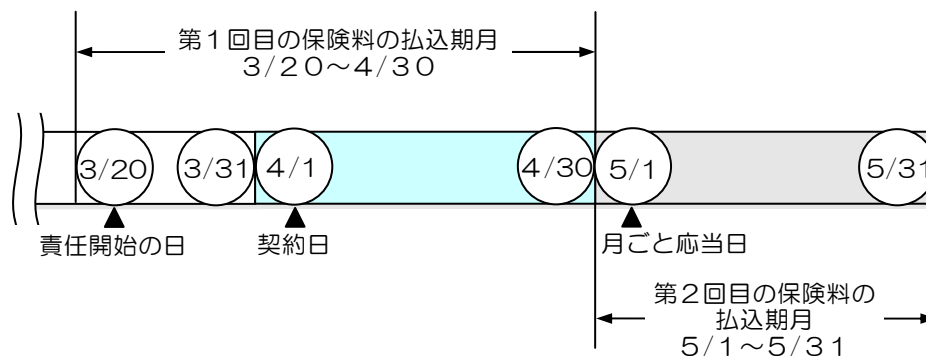 第１回目の保険料の払込期月
３/２０～４/３０
3/20
3/31
4/1
4/30
5/1
5/31
責任開始の日
契約日
月ごと応当日
第２回目の保険料の
払込期月
５/１～５/３１